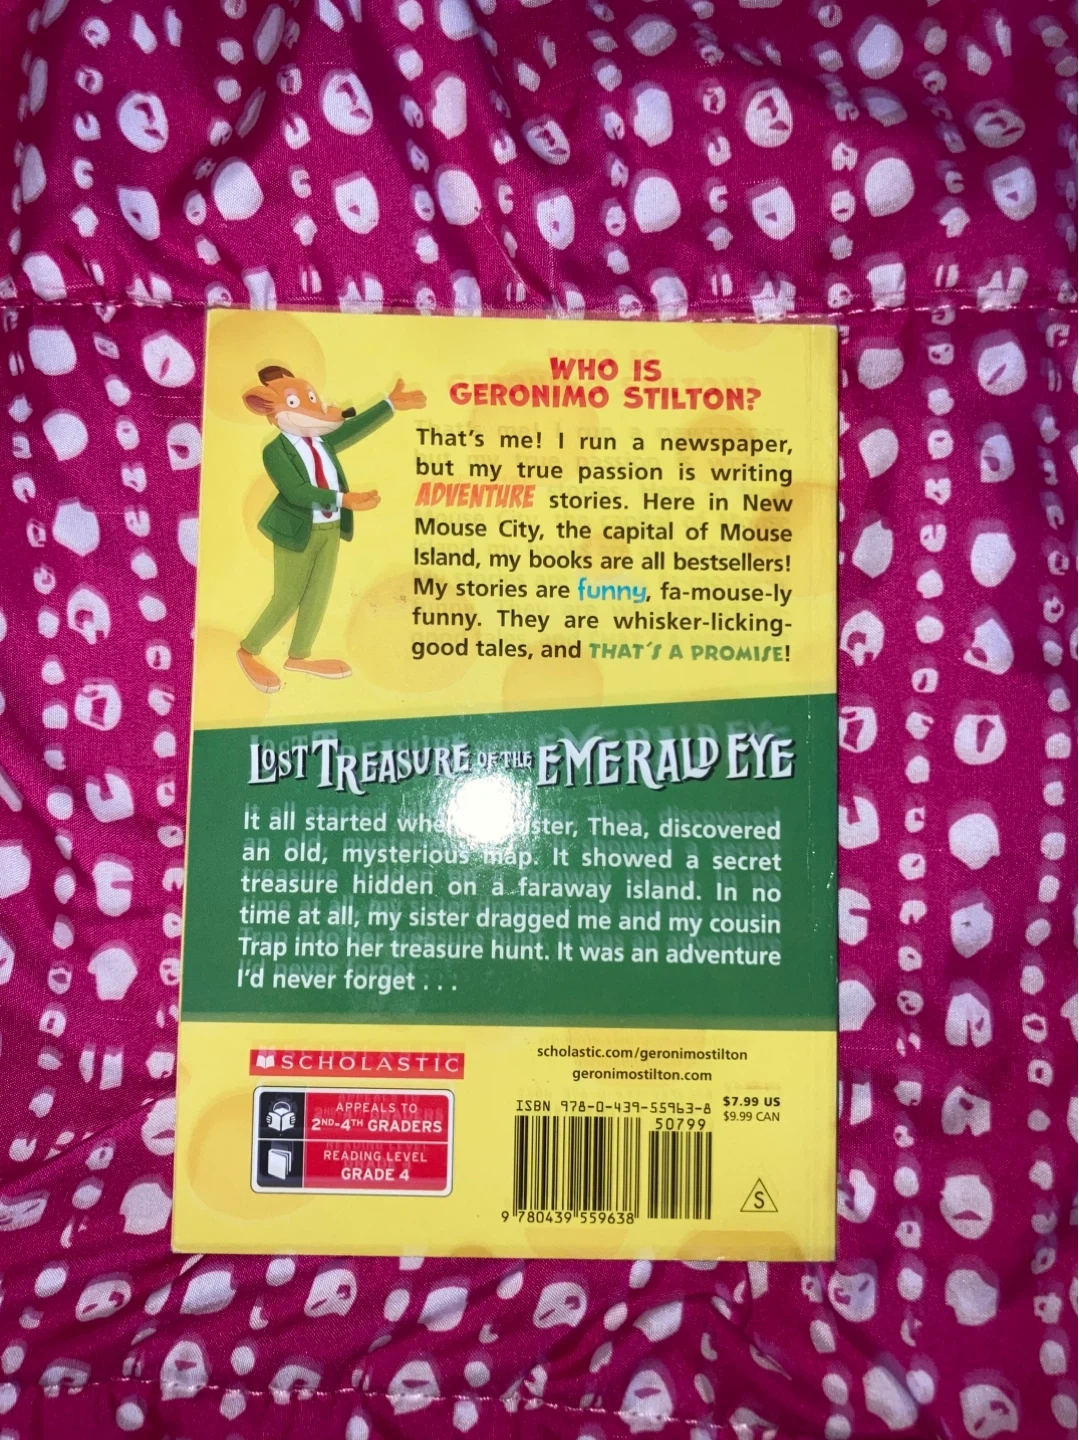 WHO IS
GERONIMO STILTON?
That's me! I run a newspaper,
but my true passion is writing
ADVENTURE stories. Here in New
Mouse City, the capital of Mouse
Island, my books are all bestsellers!
My stories are funny, fa-mouse-ly
funny. They are whisker-licking-
good tales, and THAT'S A PROMISE!
LOST TREASURE OF THE EMERALD EYE
It all started Thea, discovered
an old, mysterious map. It showed a secret
treasure hidden on a faraway island. In no
time at all, my sister dragged me and my cousin
Trap into her treasure hunt. It was an adventure
I'd never forget . . .
SCHOLASTIC
APPEALS TO
2ND-4TH GRADERS
READING LEVEL
GRADE 4
scholastic.com/geronimostilton
geronimostilton.com
ISBN 978-0-439-55963-8
50799
9 780439 559638
$7.99 US
$9.99 CAN
S